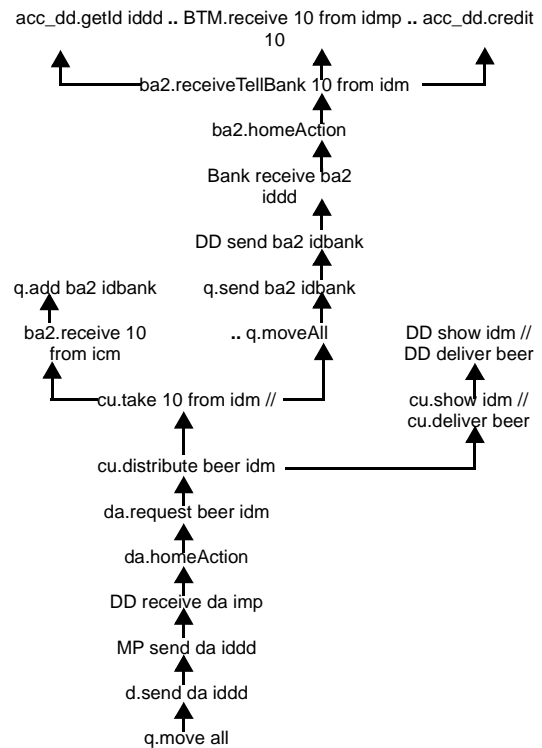 acc_dd.getId iddd .. BTM.receive 10 from idmp .. acc_dd.credit
10
ba2.receiveTellBank 10 from idm
ba2.homeAction
Bank receive ba2
iddd
DD send ba2 idbank
q.add ba2 idbank
q.send ba2 idbank
ba2.receive 10
from icm
.. q.moveAll
DD show idm //
DD deliver beer
cu.take 10 from idm //
cu.show idm //
cu.deliver beer
cu.distribute beer idm
da.request beer idm
da.homeAction
DD receive da imp
MP send da iddd
d.send da iddd
q.move all